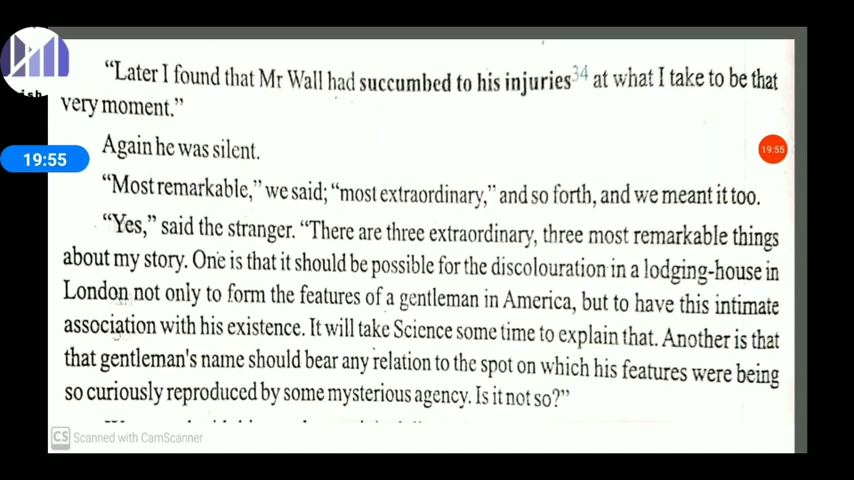 ish
"Later I found that Mr Wall had succumbed to his injuries34 at what I take to be that
very moment."
Again he was silent.
19:55
19:55
"Most remarkable," we said; "most extraordinary," and so forth, and we meant it too.
"Yes," said the stranger. "There are three extraordinary, three most remarkable things
about my story. One is that it should be possible for the discolouration in a lodging-house in
London not only to form the features of a gentleman in America, but to have this intimate
association with his existence. It will take Science some time to explain that. Another is that
that gentleman's name should bear any relation to the spot on which his features were being
so curiously reproduced by some mysterious agency. Is it not so?"
CS Scanned with CamScanner